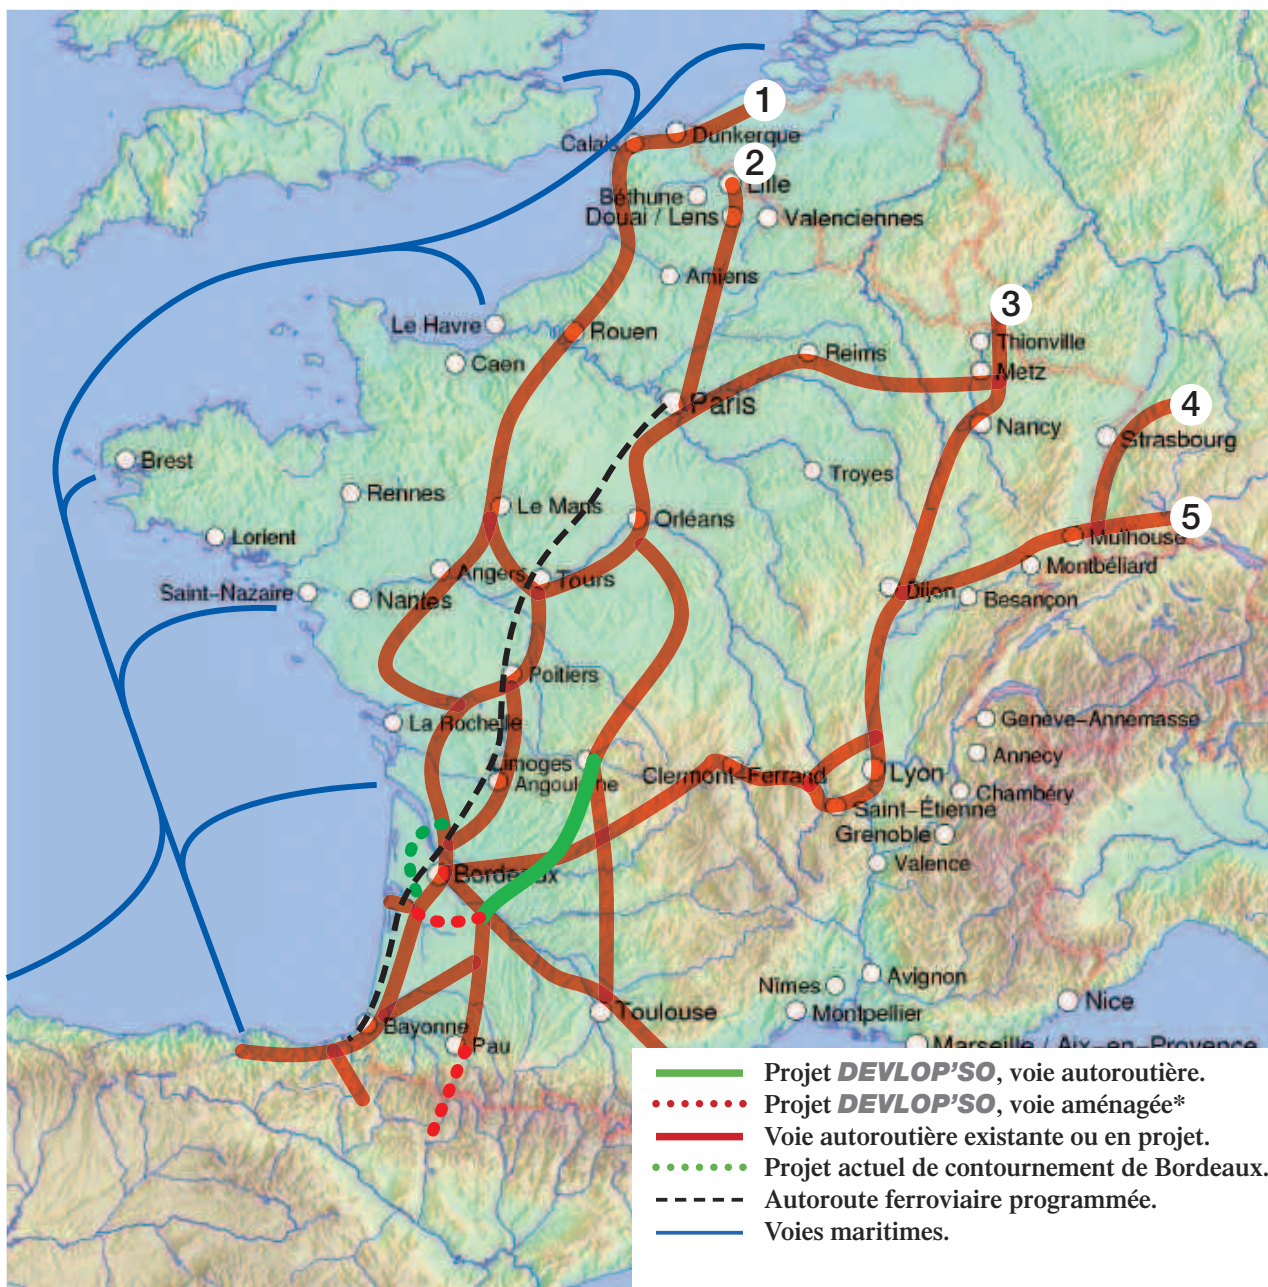 1
Dunkerque
Calais
2
Lille
Béthune
Douai / Lens
Valenciennes
Amiens
3
Le Havre
Rouen
Thionville
Reims
Caen
Metz
Paris
4
Nancy
Strasbourg
Brest
Troyes
Rennes
Le Mans
Orléans
5
Lorient
Mulhouse
Montbéliard
Angers
Tours
Saint-Nazaire
Nantes
Dijon
Besançon
Poitiers
La Rochelle
Genève-Annemasse
Annecy
Limoges
Clermont-Ferrand
Lyon
Angoulême
Chambéry
Saint-Étienne
Grenoble
Valence
Bordeaux
Avignon
Nîmes
Nice
Toulouse
Montpellier
Bayonne
Pau
Marseille / Aix-en-Provence
Projet DEVLOP'SO, voie autoroutière.
Projet DEVLOP'SO, voie aménagée*
Voie autoroutière existante ou en projet.
Projet actuel de contournement de Bordeaux.
Autoroute ferroviaire programmée.
Voies maritimes.